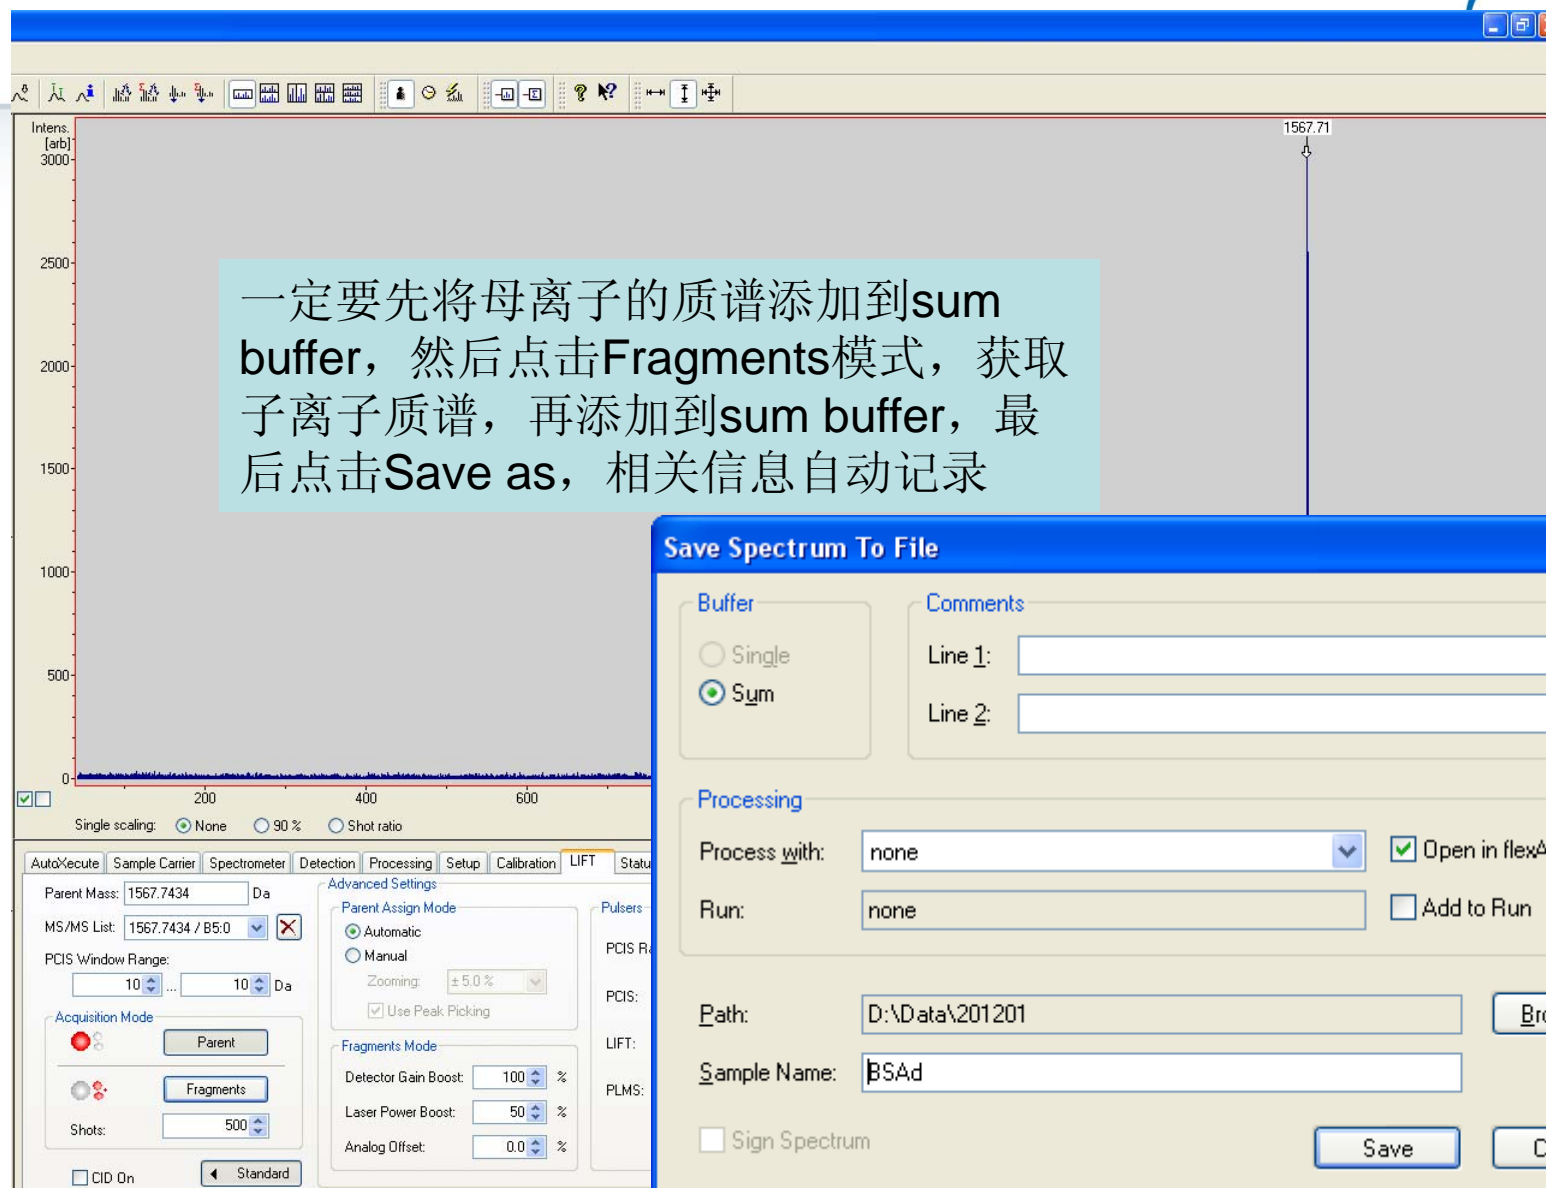 Intens.
[arb]
3000
2500
2000
1500
1000
500
0
1567.71
一定要先将母离子的质谱添加到sum
buffer，然后点击Fragments模式，获取
子离子质谱，再添加到sum buffer，最
后点击Save as，相关信息自动记录
200 400 600
Single scaling: None 90 % Shot ratio
AutoXecute Sample Carrier Spectrometer Detection Processing Setup Calibration LIFT Statu
Parent Mass: 1567.7434 Da
MS/MS List: 1567.7434 / B5:0
PCIS Window Range:
10 ... 10 Da
Acquisition Mode
Parent
Fragments
Shots: 500
CID On Standard
Advanced Settings
Parent Assign Mode
Automatic
Manual
Zooming: ± 5.0 %
Use Peak Picking
Fragments Mode
Detector Gain Boost: 100 %
Laser Power Boost: 50 %
Analog Offset: 0.0 %
Pulsers
PCIS Ra
PCIS:
LIFT:
PLMS:
Save Spectrum To File
Buffer
Single
Sum
Comments
Line 1:
Line 2:
Processing
Process with: none Open in flexA
Run: none Add to Run
Path: D:\Data\201201 Bro
Sample Name: BSAd
Sign Spectrum Save C